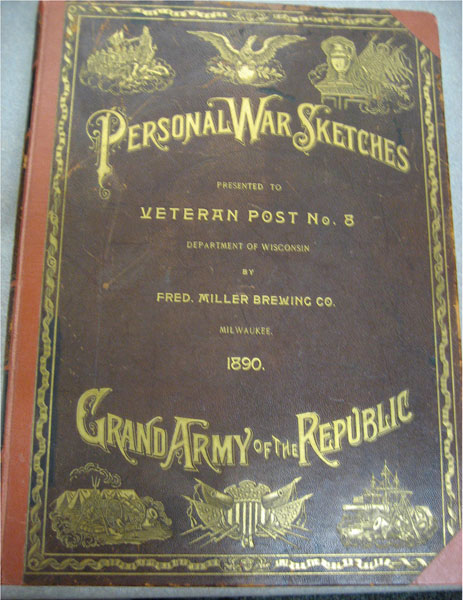 PERSONAL WAR SKETCHES
PRESENTED TO
VETERAN POST No. 8
DEPARTMENT OF WISCONSIN
BY
FRED. MILLER BREWING CO.
MILWAUKEE.
1890.
GRAND ARMY OF THE REPUBLIC